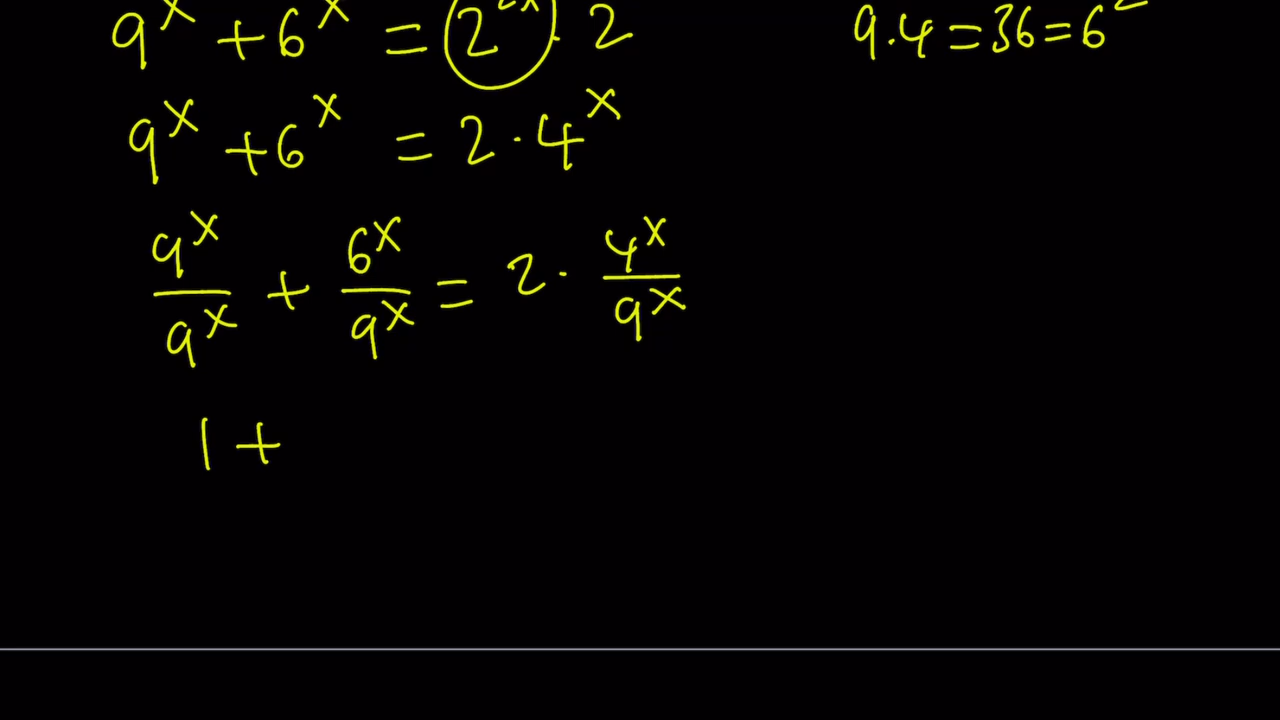 9^x + 6^x = 2^{2x} · 2
9 · 4 = 36 = 6^2
9^x + 6^x = 2 · 4^x
9^x/9^x + 6^x/9^x = 2 · 4^x/9^x
1 +